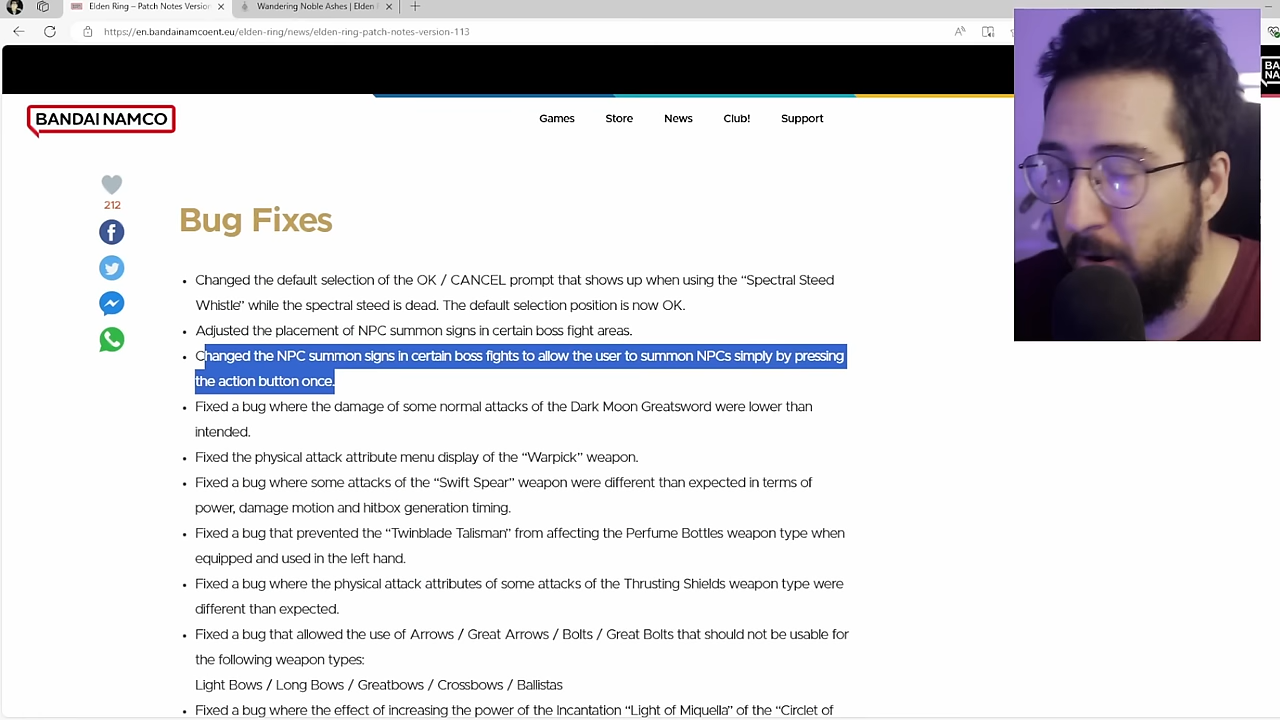 Elden Ring – Patch Notes Version
Wandering Noble Ashes | Elden
https://en.bandainamcoent.eu/elden-ring/news/elden-ring-patch-notes-version-113
BANDAI NAMCO
Games
Store
News
Club!
Support
BA
NA
212
Bug Fixes
• Changed the default selection of the OK / CANCEL prompt that shows up when using the “Spectral Steed
Whistle” while the spectral steed is dead. The default selection position is now OK.
• Adjusted the placement of NPC summon signs in certain boss fight areas.
• Changed the NPC summon signs in certain boss fights to allow the user to summon NPCs simply by pressing
the action button once.
• Fixed a bug where the damage of some normal attacks of the Dark Moon Greatsword were lower than
intended.
• Fixed the physical attack attribute menu display of the “Warpick” weapon.
• Fixed a bug where some attacks of the “Swift Spear” weapon were different than expected in terms of
power, damage motion and hitbox generation timing.
• Fixed a bug that prevented the “Twinblade Talisman” from affecting the Perfume Bottles weapon type when
equipped and used in the left hand.
• Fixed a bug where the physical attack attributes of some attacks of the Thrusting Shields weapon type were
different than expected.
• Fixed a bug that allowed the use of Arrows / Great Arrows / Bolts / Great Bolts that should not be usable for
the following weapon types:
Light Bows / Long Bows / Greatbows / Crossbows / Ballistas
• Fixed a bug where the effect of increasing the power of the Incantation “Light of Miquella” of the “Circlet of